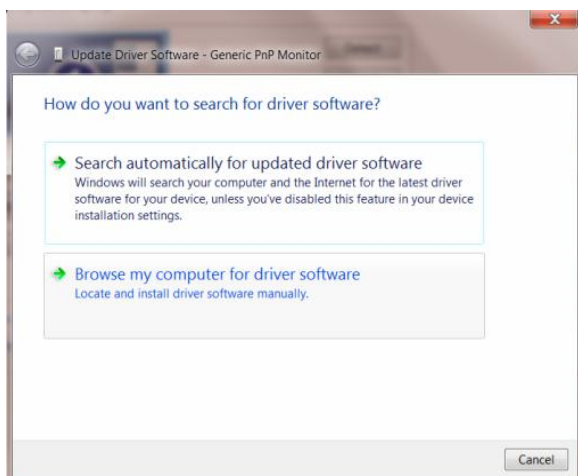 Update Driver Software - Generic PnP Monitor
How do you want to search for driver software?
Search automatically for updated driver software
Windows will search your computer and the Internet for the latest driver
software for your device, unless you've disabled this feature in your device
installation settings.
Browse my computer for driver software
Locate and install driver software manually.
Cancel